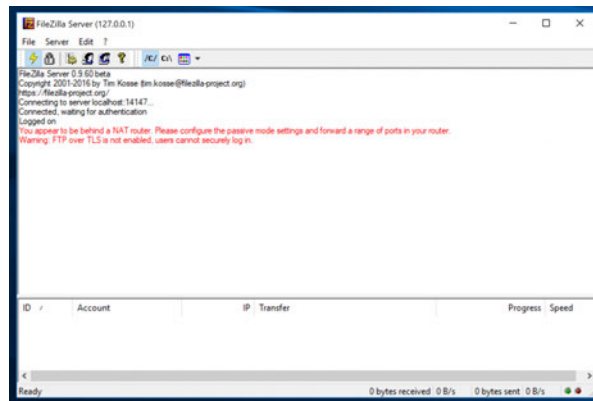 FileZilla Server (127.0.0.1)
File Server Edit ?
/C/ C:\
FileZilla Server 0.9.60 beta
Copyright 2001-2016 by Tim Kosse (tim.kosse@filezilla-project.org)
https://filezilla-project.org/
Connecting to server localhost:14147...
Connected, waiting for authentication
Logged on
You appear to be behind a NAT router. Please configure the passive mode settings and forward a range of ports in your router.
Warning: FTP over TLS is not enabled, users cannot securely log in.
ID / Account IP Transfer Progress Speed
Ready 0 bytes received 0 B/s 0 bytes sent 0 B/s